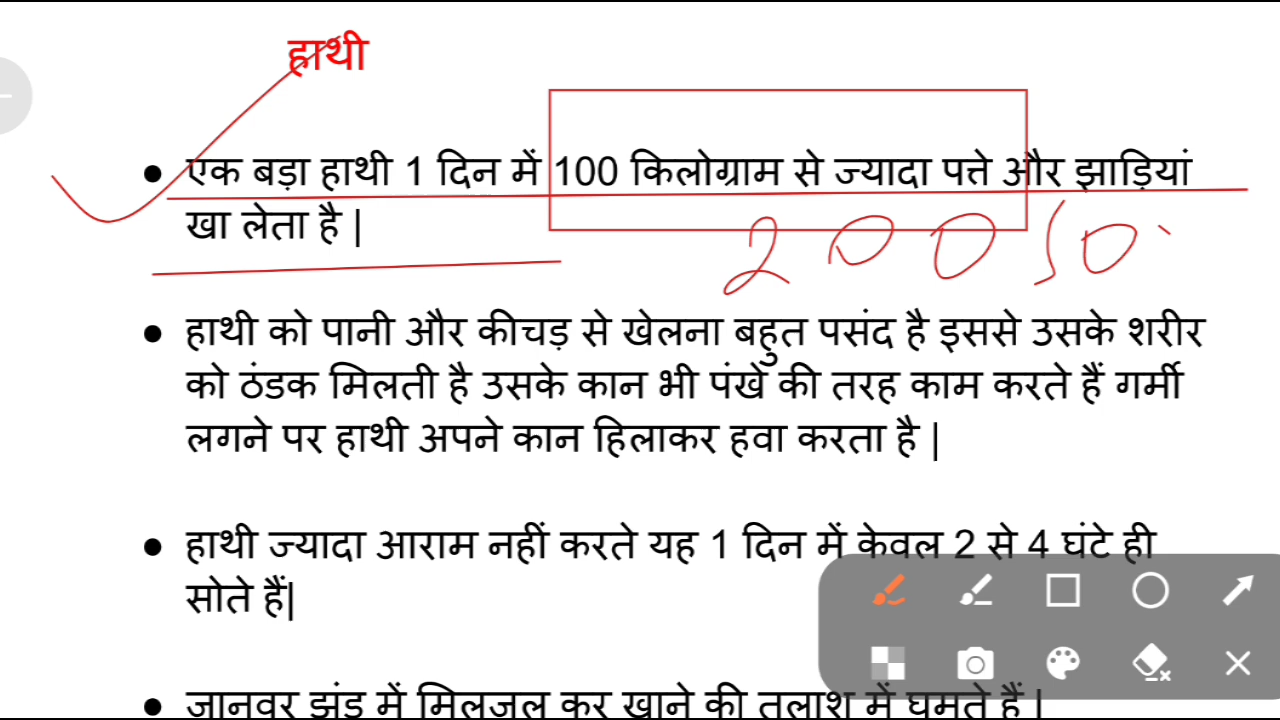 हाथी
● एक बड़ा हाथी 1 दिन में 100 किलोग्राम से ज्यादा पत्ते और झाड़ियां
खा लेता है |
200 50
● हाथी को पानी और कीचड़ से खेलना बहुत पसंद है इससे उसके शरीर
को ठंडक मिलती है उसके कान भी पंखे की तरह काम करते हैं गर्मी
लगने पर हाथी अपने कान हिलाकर हवा करता है |
● हाथी ज्यादा आराम नहीं करते यह 1 दिन में केवल 2 से 4 घंटे ही
सोते हैं|
● जानवर झुंड में मिलजुल कर खाने की तलाश में घूमते हैं |